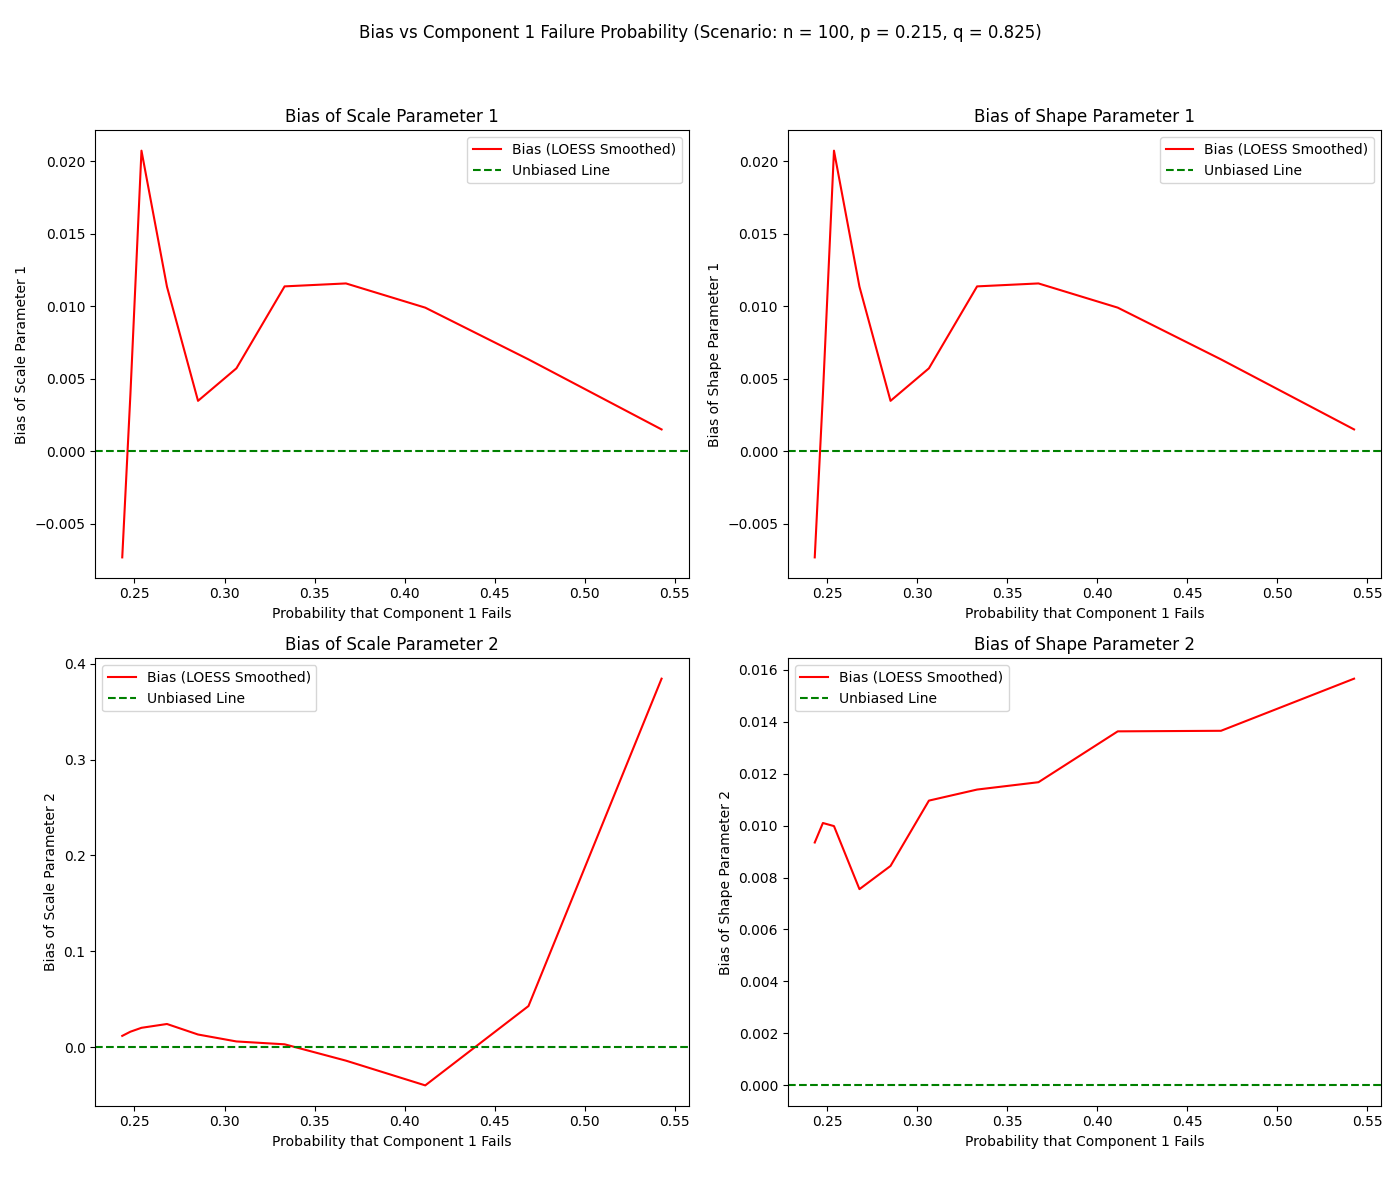 Bias vs Component 1 Failure Probability (Scenario: n = 100, p = 0.215, q = 0.825)
Bias of Scale Parameter 1
Bias (LOESS Smoothed)
Unbiased Line
Bias of Scale Parameter 1
0.020
0.015
0.010
0.005
0.000
−0.005
0.25 0.30 0.35 0.40 0.45 0.50 0.55
Probability that Component 1 Fails
Bias of Shape Parameter 1
Bias (LOESS Smoothed)
Unbiased Line
Bias of Shape Parameter 1
0.020
0.015
0.010
0.005
0.000
−0.005
0.25 0.30 0.35 0.40 0.45 0.50 0.55
Probability that Component 1 Fails
Bias of Scale Parameter 2
Bias (LOESS Smoothed)
Unbiased Line
Bias of Scale Parameter 2
0.4
0.3
0.2
0.1
0.0
0.25 0.30 0.35 0.40 0.45 0.50 0.55
Probability that Component 1 Fails
Bias of Shape Parameter 2
Bias (LOESS Smoothed)
Unbiased Line
Bias of Shape Parameter 2
0.016
0.014
0.012
0.010
0.008
0.006
0.004
0.002
0.000
0.25 0.30 0.35 0.40 0.45 0.50 0.55
Probability that Component 1 Fails